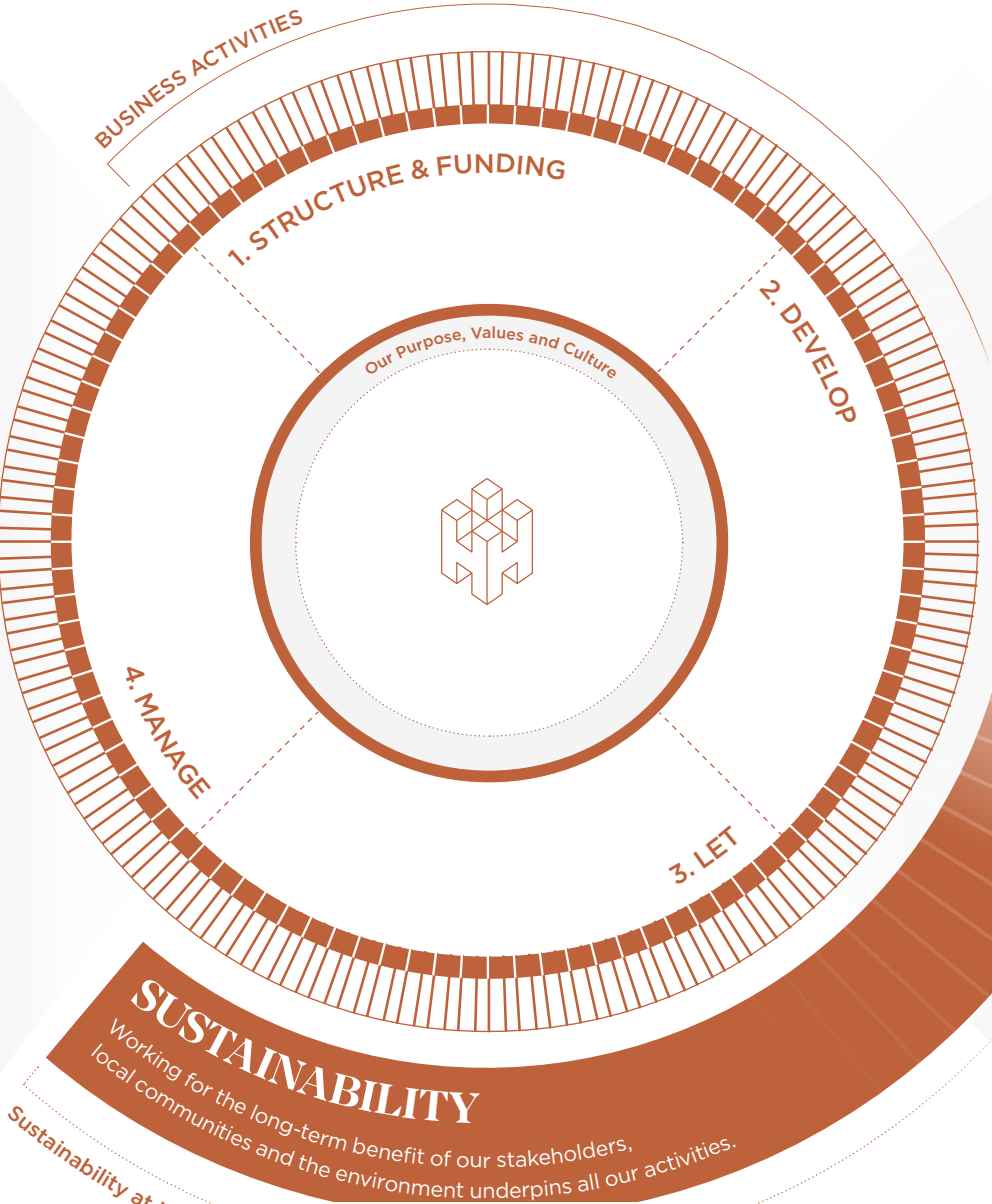 BUSINESS ACTIVITIES
1. STRUCTURE & FUNDING
2. DEVELOP
Our Purpose, Values and Culture
4. MANAGE
3. LET
SUSTAINABILITY
Working for the long-term benefit of our stakeholders,
local communities and the environment underpins all our activities.
Sustainability at